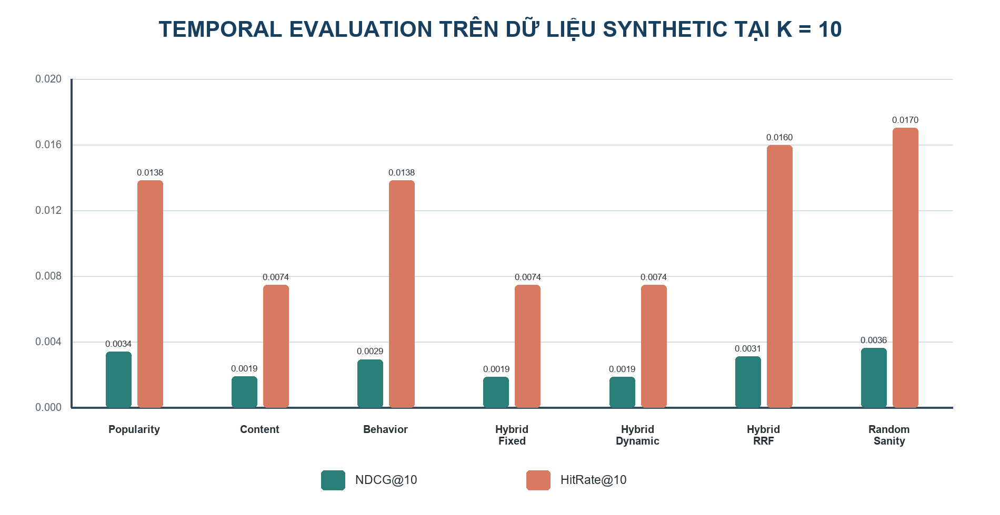 TEMPORAL EVALUATION TRÊN DỮ LIỆU SYNTHETIC TẠI K = 10
0.020
0.016
0.012
0.008
0.004
0.000
0.0034
0.0138
0.0019
0.0074
0.0029
0.0138
0.0019
0.0074
0.0019
0.0074
0.0031
0.0160
0.0036
0.0170
Popularity
Content
Behavior
Hybrid
Fixed
Hybrid
Dynamic
Hybrid
RRF
Random
Sanity
NDCG@10
HitRate@10